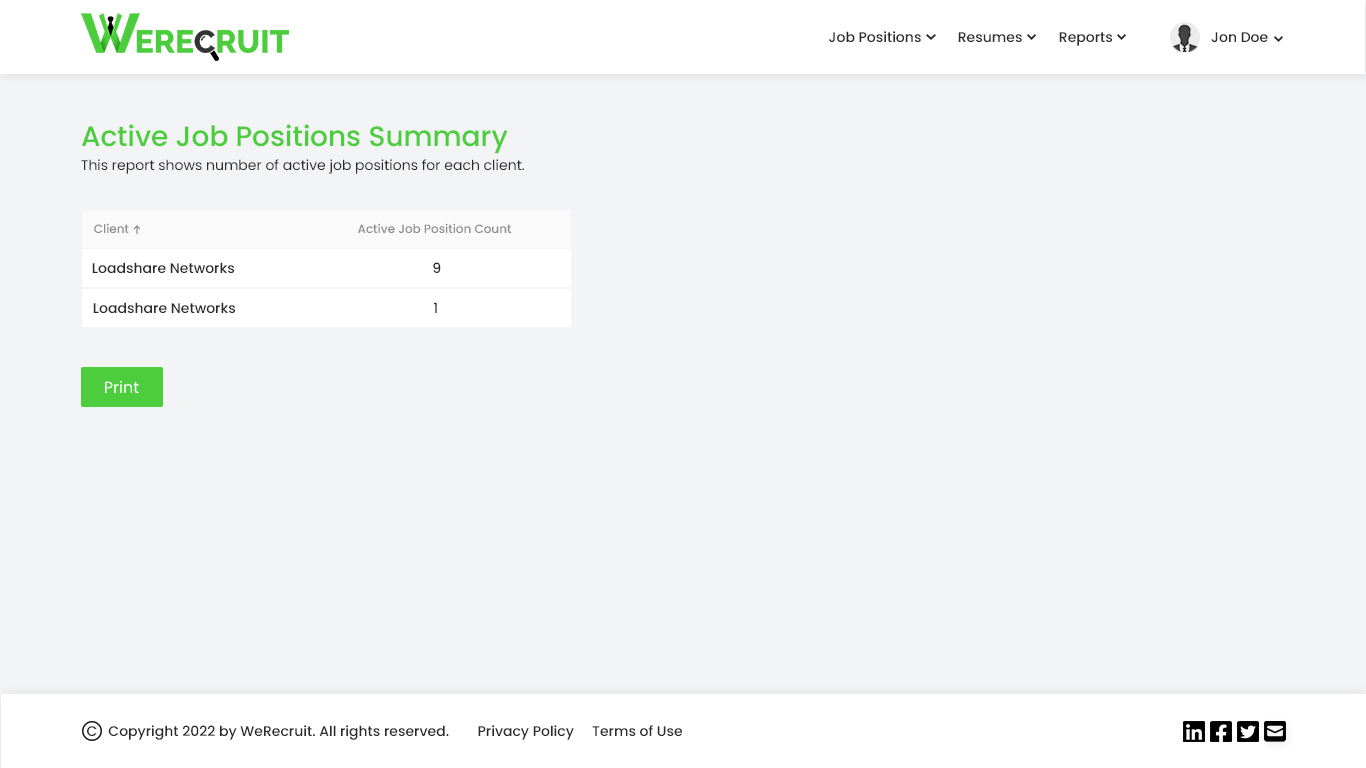 WERECRUIT
Job Positions Resumes Reports Jon Doe
Active Job Positions Summary
This report shows number of active job positions for each client.
Client ↑ Active Job Position Count
Loadshare Networks 9
Loadshare Networks 1
Print
© Copyright 2022 by WeRecruit. All rights reserved. Privacy Policy Terms of Use in f